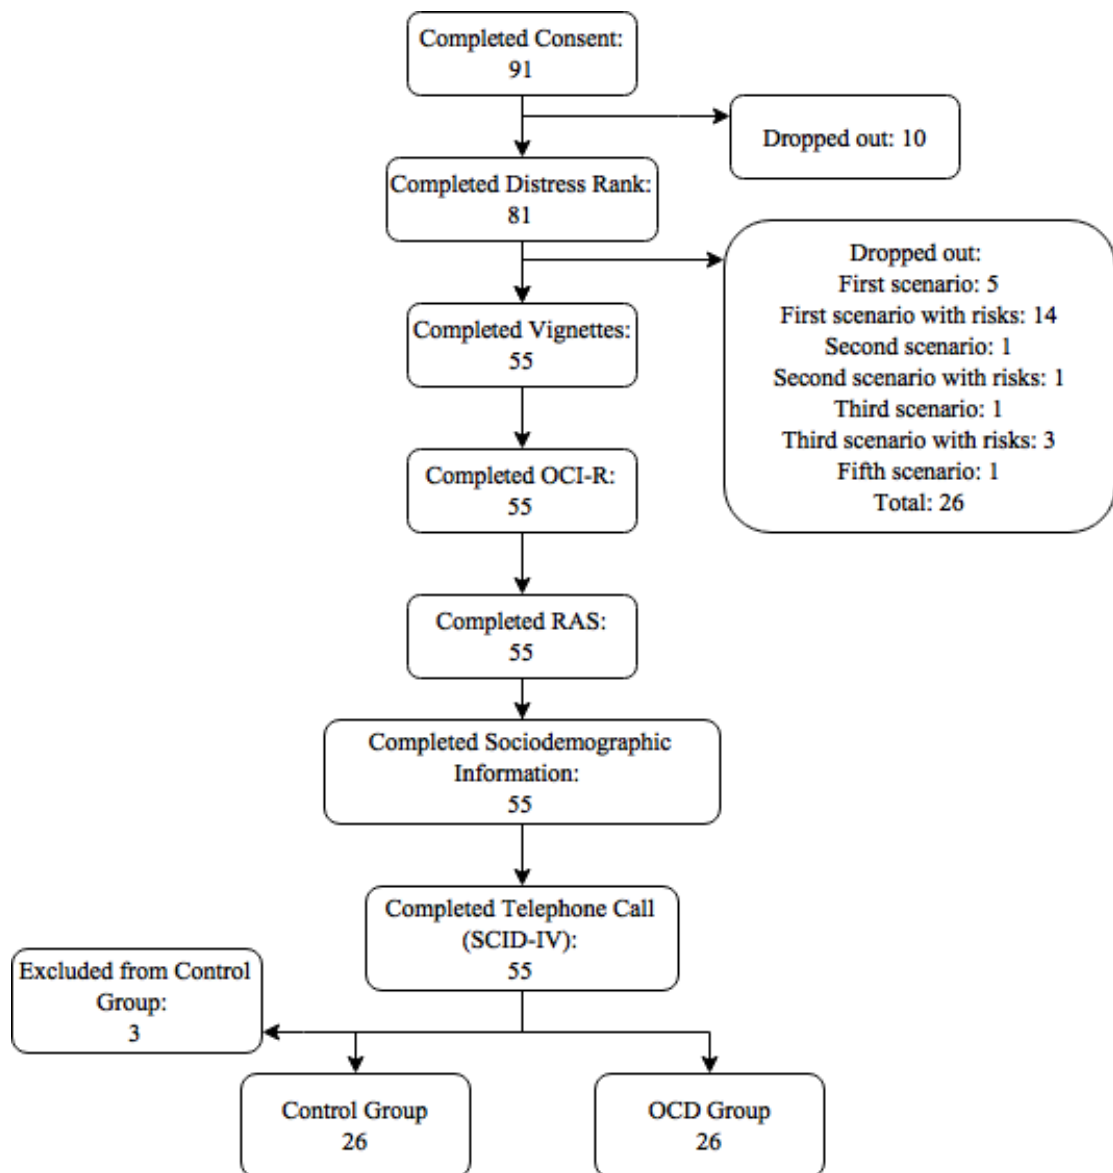 Completed Consent:
91
Dropped out: 10
Completed Distress Rank:
81
Dropped out:
First scenario: 5
First scenario with risks: 14
Second scenario: 1
Second scenario with risks: 1
Third scenario: 1
Third scenario with risks: 3
Fifth scenario: 1
Total: 26
Completed Vignettes:
55
Completed OCI-R:
55
Completed RAS:
55
Completed Sociodemographic
Information:
55
Completed Telephone Call
(SCID-IV):
55
Excluded from Control
Group:
3
Control Group
26
OCD Group
26